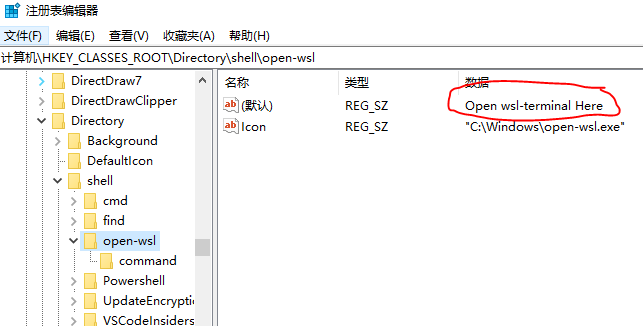 注册表编辑器
文件(F) 编辑(E) 查看(V) 收藏夹(A) 帮助(H)
计算机\HKEY_CLASSES_ROOT\Directory\shell\open-wsl
DirectDraw7
DirectDrawClipper
Directory
Background
DefaultIcon
shell
cmd
find
open-wsl
command
Powershell
UpdateEncryptio
VSCodeInsiders
名称 类型 数据
ab (默认) REG_SZ Open wsl-terminal Here
ab Icon REG_SZ "C:\Windows\open-wsl.exe"